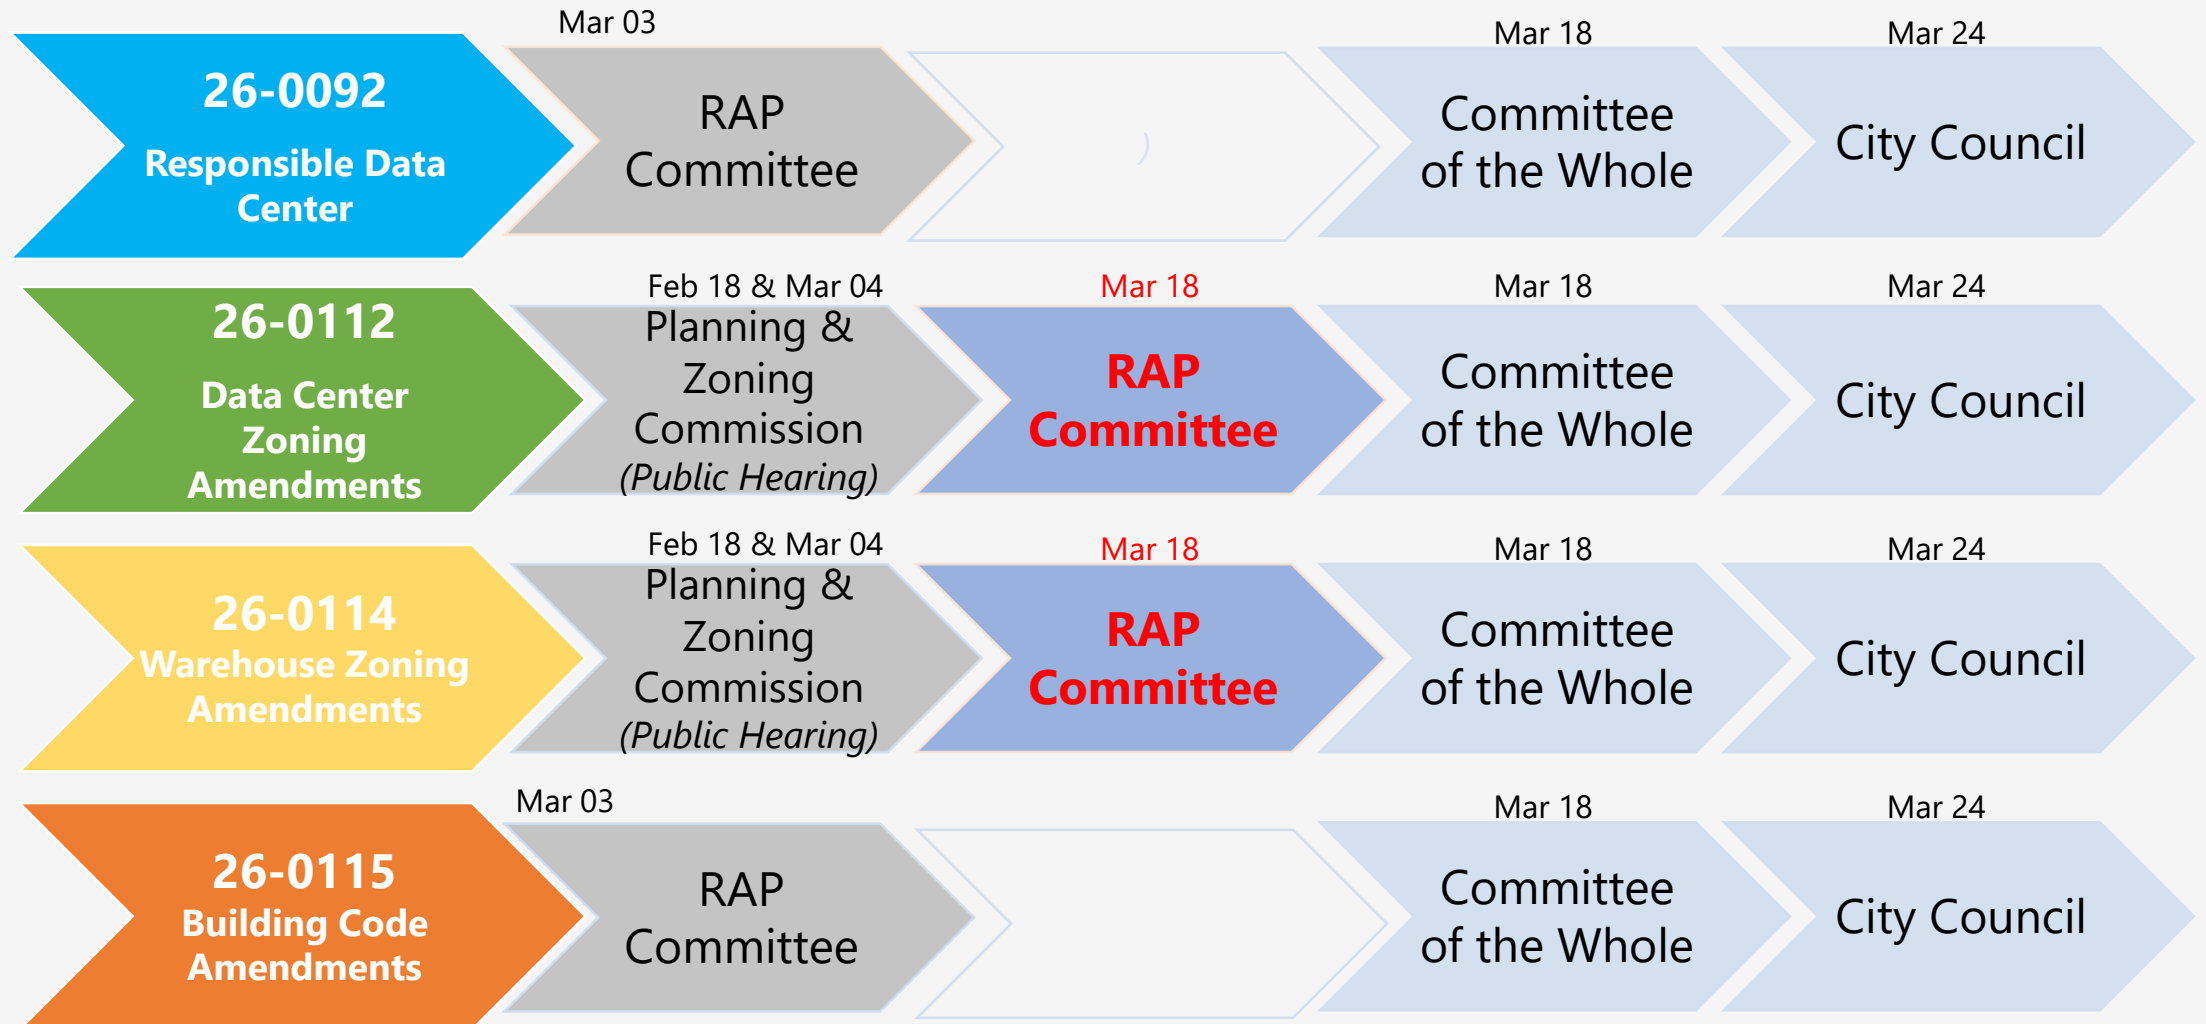 Mar 03
Mar 18
Mar 24
26-0092
Responsible Data
Center
RAP
Committee
)
Committee
of the Whole
City Council
Feb 18 & Mar 04
Mar 18
Mar 18
Mar 24
26-0112
Data Center
Zoning
Amendments
Planning &
Zoning
Commission
(Public Hearing)
RAP
Committee
Committee
of the Whole
City Council
Feb 18 & Mar 04
Mar 18
Mar 18
Mar 24
26-0114
Warehouse Zoning
Amendments
Planning &
Zoning
Commission
(Public Hearing)
RAP
Committee
Committee
of the Whole
City Council
Mar 03
Mar 18
Mar 24
26-0115
Building Code
Amendments
RAP
Committee
Committee
of the Whole
City Council